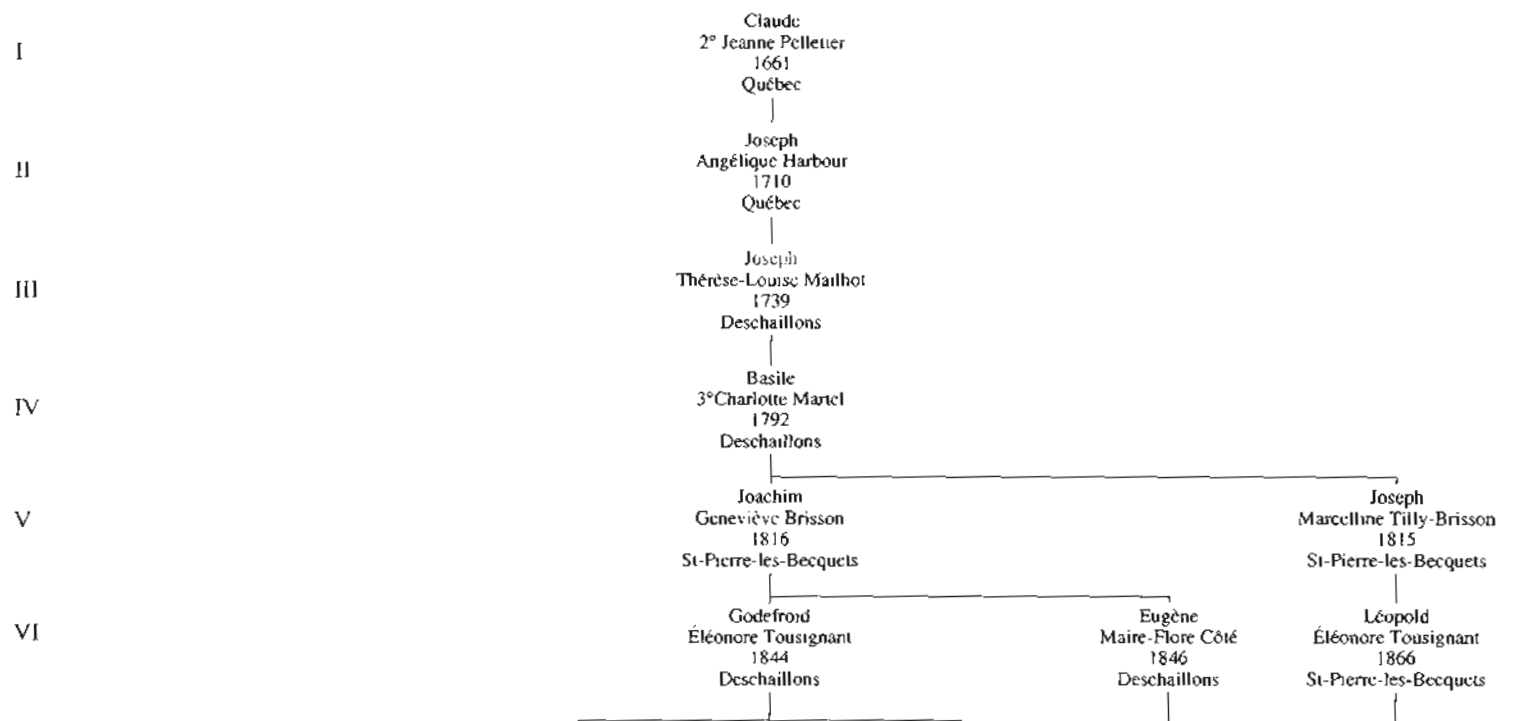 I
Claude
2° Jeanne Pelletier
1661
Québec
II
Joseph
Angélique Harbour
1710
Québec
III
Joseph
Thérèse-Louise Mailhot
1739
Deschaillons
IV
Basile
3°Charlotte Martel
1792
Deschaillons
V
Joachim
Geneviève Brisson
1816
St-Pierre-les-Becquets
Joseph
Marcelline Tilly-Brisson
1815
St-Pierre-les-Becquets
VI
Godefroid
Éléonore Tousignant
1844
Deschaillons
Eugène
Maire-Flore Côté
1846
Deschaillons
Léopold
Éléonore Tousignant
1866
St-Pierre-les-Becquets